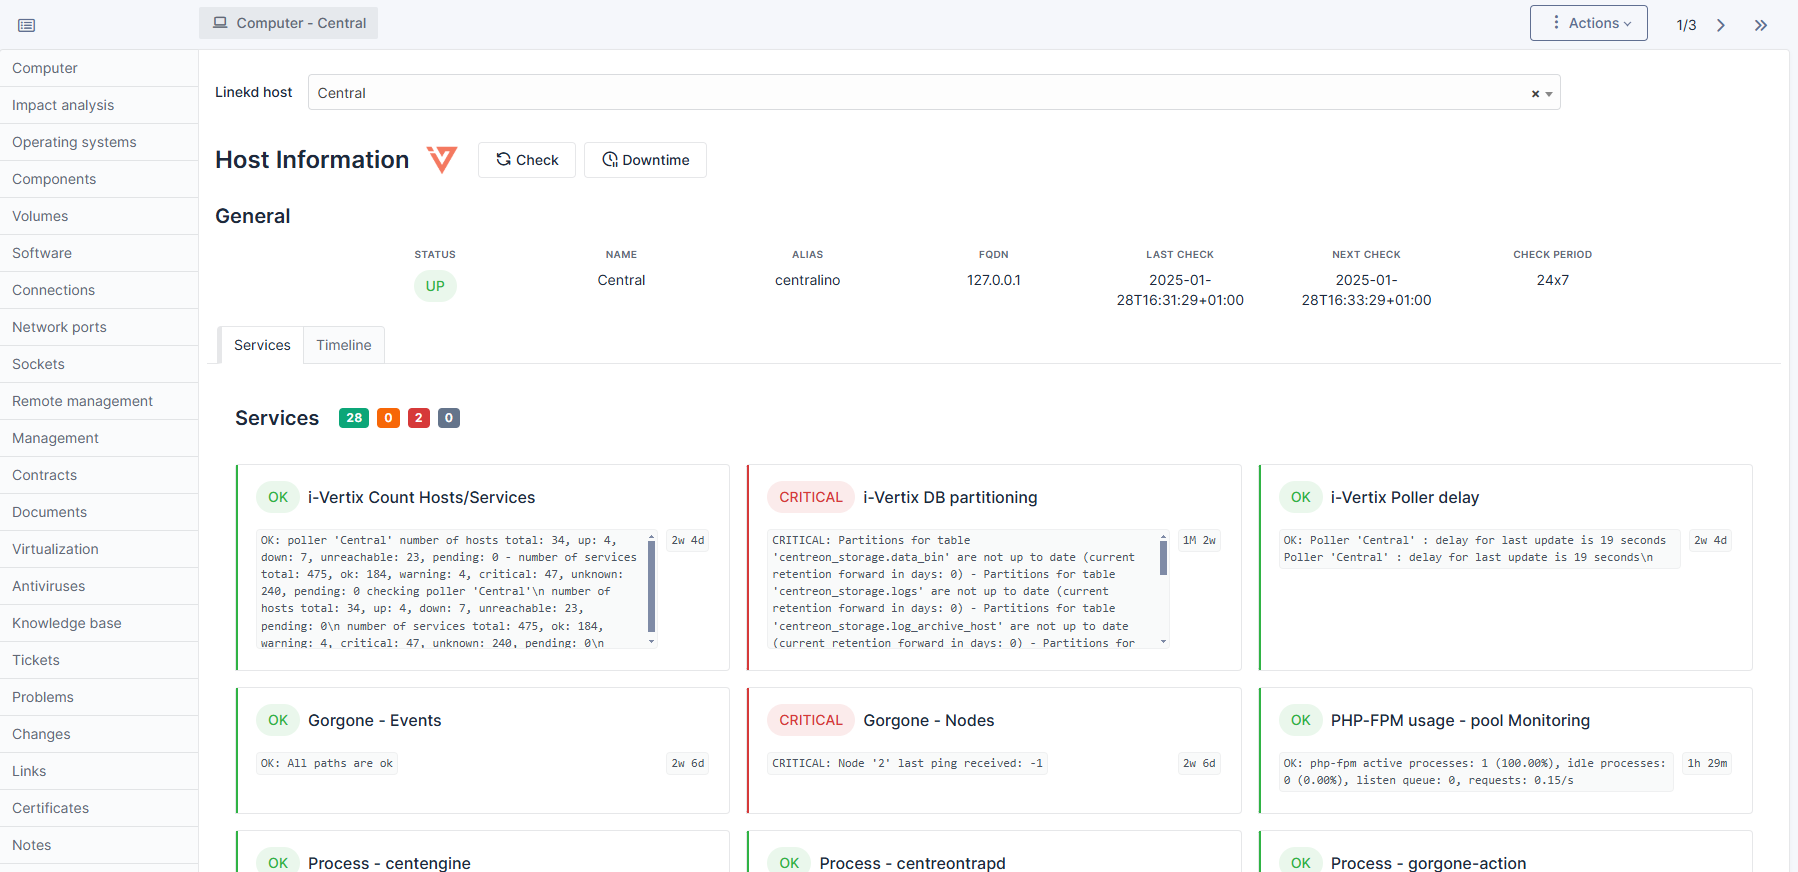 Computer - Central
Actions
1/3
Computer
Impact analysis
Operating systems
Components
Volumes
Software
Connections
Network ports
Sockets
Remote management
Management
Contracts
Documents
Virtualization
Antiviruses
Knowledge base
Tickets
Problems
Changes
Links
Certificates
Notes
Linekd host
Central
Host Information
Check
Downtime
General
STATUS
UP
NAME
Central
ALIAS
centralino
FQDN
127.0.0.1
LAST CHECK
2025-01-
28T16:31:29+01:00
NEXT CHECK
2025-01-
28T16:33:29+01:00
CHECK PERIOD
24x7
Services
Timeline
Services 28 0 2 0
OK i-Vertix Count Hosts/Services
OK: poller 'Central' number of hosts total: 34, up: 4,
down: 7, unreachable: 23, pending: 0 - number of services
total: 475, ok: 184, warning: 4, critical: 47, unknown:
240, pending: 0 checking poller 'Central'\n number of
hosts total: 34, up: 4, down: 7, unreachable: 23,
pending: 0\n number of services total: 475, ok: 184,
warning: 4, critical: 47, unknown: 240, pending: 0\n
2w 4d
CRITICAL i-Vertix DB partitioning
CRITICAL: Partitions for table
'centreon_storage.data_bin' are not up to date (current
retention forward in days: 0) - Partitions for table
'centreon_storage.logs' are not up to date (current
retention forward in days: 0) - Partitions for table
'centreon_storage.log_archive_host' are not up to date
(current retention forward in days: 0) - Partitions for
1M 2w
OK i-Vertix Poller delay
OK: Poller 'Central' : delay for last update is 19 seconds
Poller 'Central' : delay for last update is 19 seconds\n
2w 4d
OK Gorgone - Events
OK: All paths are ok
2w 6d
CRITICAL Gorgone - Nodes
CRITICAL: Node '2' last ping received: -1
2w 6d
OK PHP-FPM usage - pool Monitoring
OK: php-fpm active processes: 1 (100.00%), idle processes:
0 (0.00%), listen queue: 0, requests: 0.15/s
1h 29m
OK Process - centengine
OK Process - centreontrapd
OK Process - gorgone-action